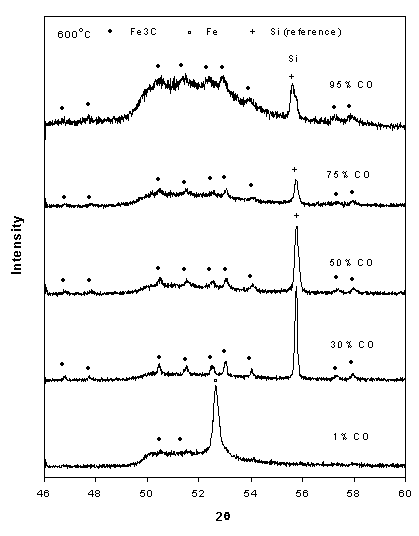 600°C • Fe3C ▫ Fe + Si (reference)
Si
95% CO
75% CO
50% CO
30% CO
1% CO
Intensity
46 48 50 52 54 56 58 60
2θ